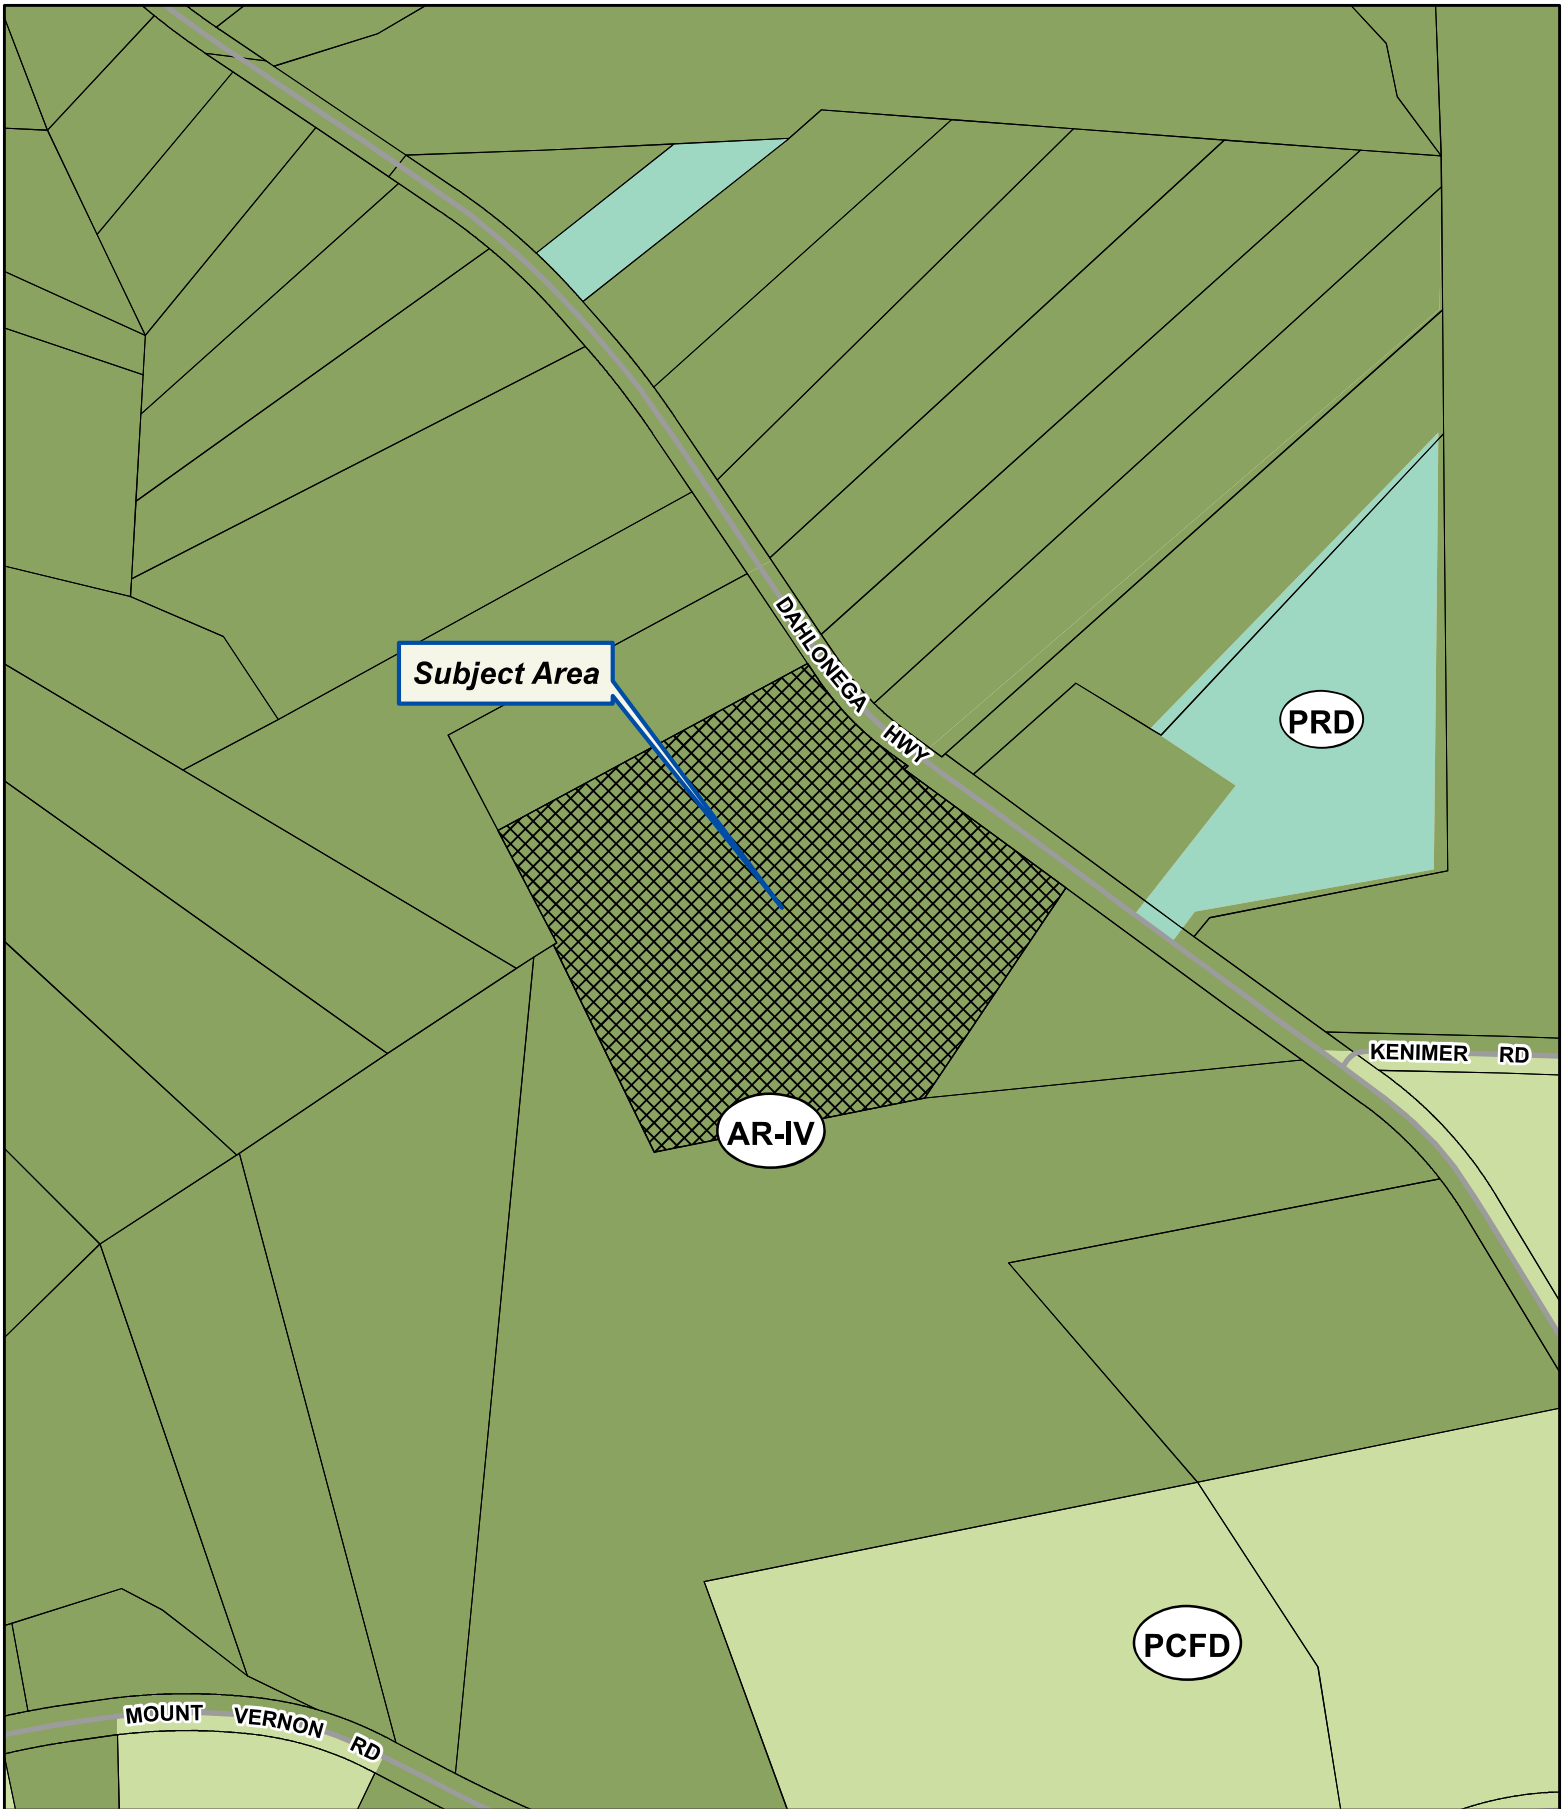 DAHLONEGA HWY
Subject Area
PRD
KENIMER RD
AR-IV
PCFD
MOUNT VERNON RD